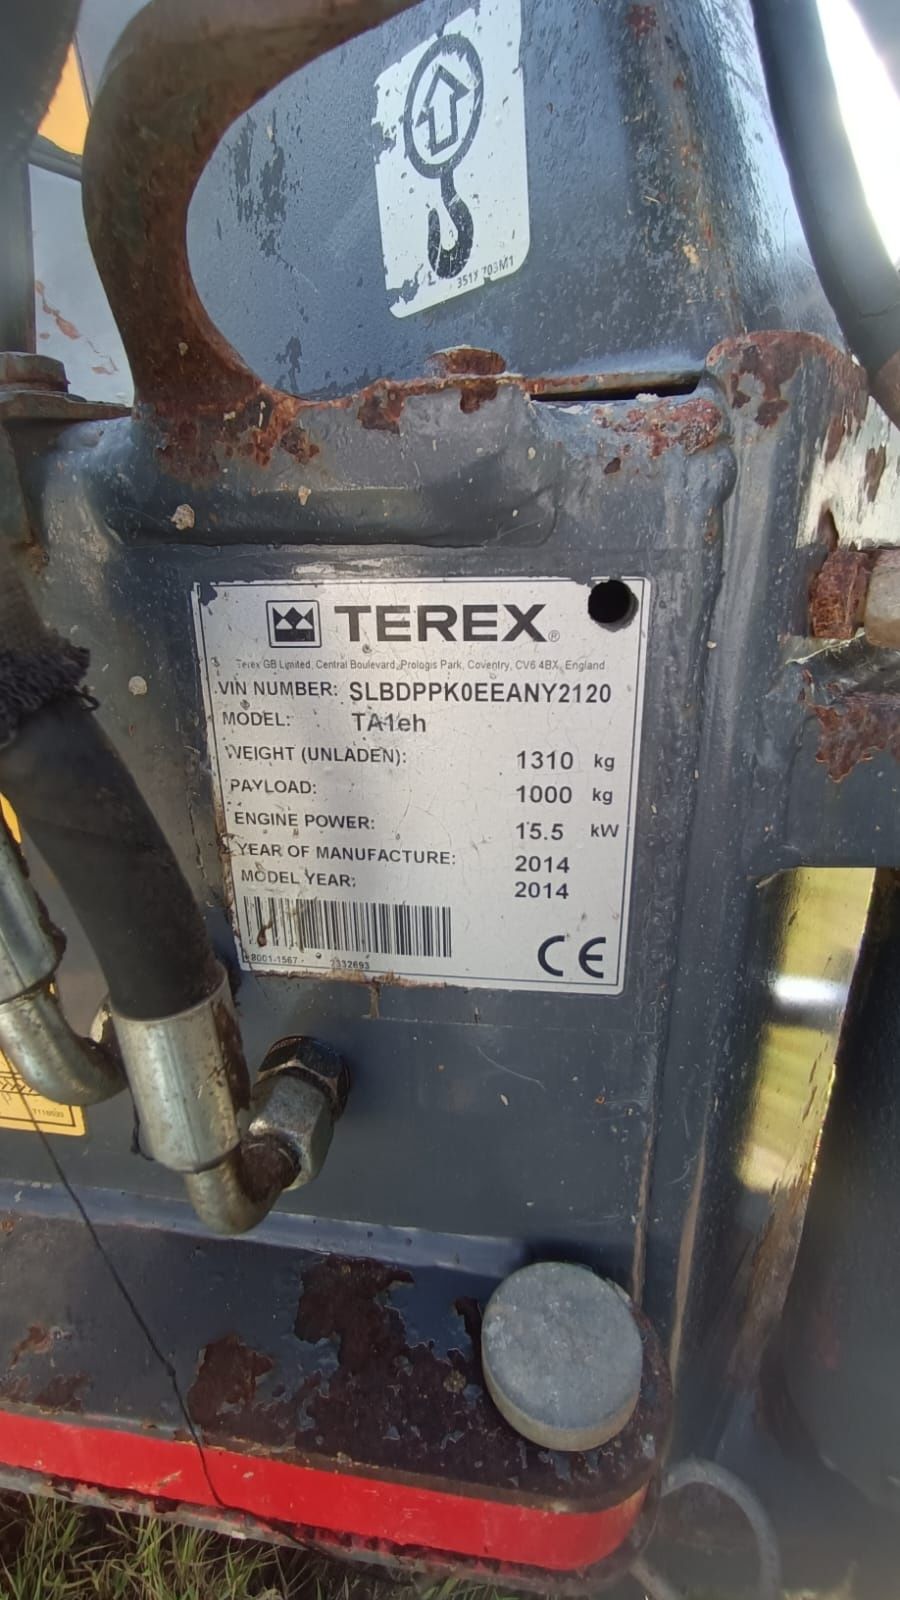 3517 703M1
TEREX®
Terex GB Limited, Central Boulevard, Prologis Park, Coventry, CV6 4BX, England
VIN NUMBER: SLBDPPK0EEANY2120
MODEL: TA1eh
WEIGHT (UNLADEN): 1310 kg
PAYLOAD: 1000 kg
ENGINE POWER: 15.5 kW
YEAR OF MANUFACTURE: 2014
MODEL YEAR: 2014
8001-1567
CE